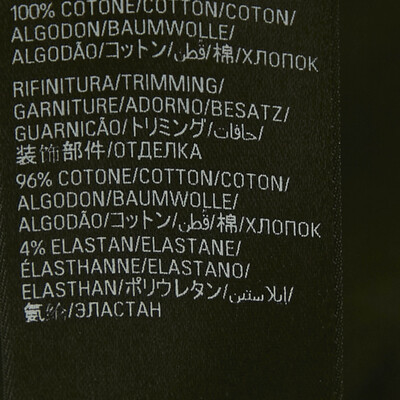 100% COTONE/COTTON/COTON/
ALGODON/BAUMWOLLE/
ALGODÃO/コットン/قطن/棉/ХЛОПОК
RIFINITURA/TRIMMING/
GARNITURE/ADORNO/BESATZ/
GUARNICÃO/トリミング/حافات/
装饰部件/ОТДЕЛКА
96% COTONE/COTTON/COTON/
ALGODON/BAUMWOLLE/
ALGODÃO/コットン/قطن/棉/ХЛОПОК
4% ELASTAN/ELASTANE/
ÉLASTHANNE/ELASTANO/
ELASTHAN/ポリウレタン/إيلاستين/
氨纶/ЭЛАСТАН